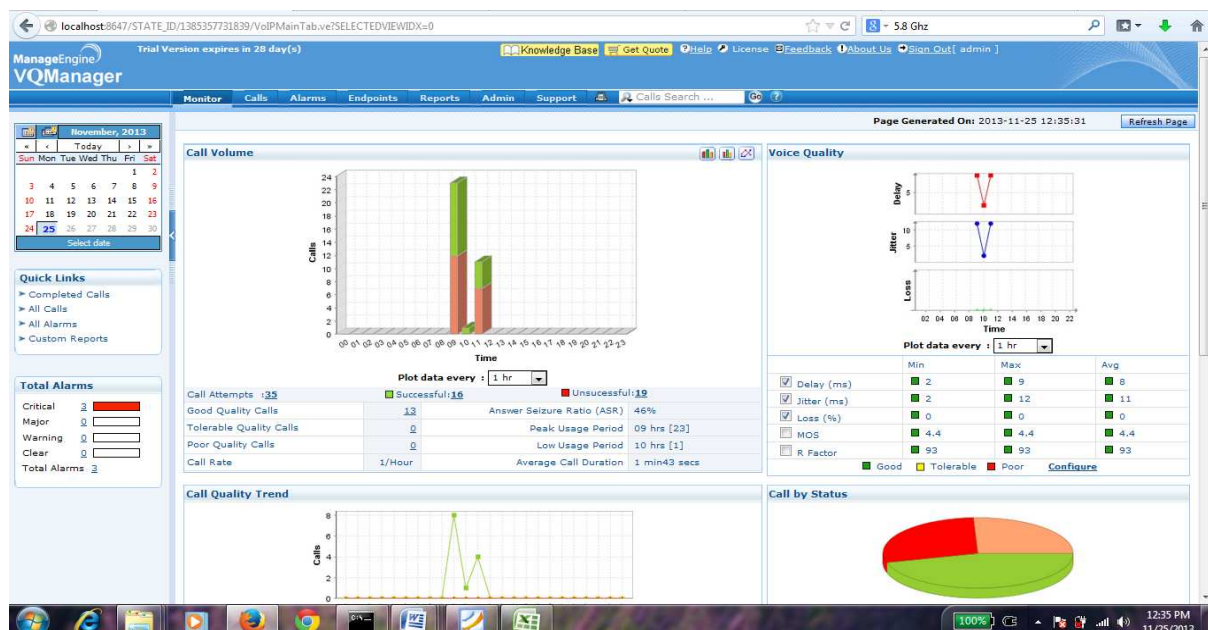 localhost:8647/STATE_ID/1385357731839/VoIPMainTab.ve?SELECTEDVIEWIDX=0
5.8 Ghz
ManageEngine
VQManager
Trial Version expires in 28 day(s)
Knowledge Base Get Quote Help License Feedback About Us Sign Out[ admin ]
Monitor Calls Alarms Endpoints Reports Admin Support Calls Search ... Go
Page Generated On: 2013-11-25 12:35:31 Refresh Page
November, 2013
« ‹ Today › »
Sun Mon Tue Wed Thu Fri Sat
1 2
3 4 5 6 7 8 9
10 11 12 13 14 15 16
17 18 19 20 21 22 23
24 25 26 27 28 29 30
Select date
Quick Links
Completed Calls
All Calls
All Alarms
Custom Reports
Total Alarms
Critical 3
Major 0
Warning 0
Clear 0
Total Alarms 3
Call Volume
24
22
20
18
16
14
12
10
8
6
4
2
0
Calls
00 01 02 03 04 05 06 07 08 09 10 11 12 13 14 15 16 17 18 19 20 21 22 23
Time
Plot data every : 1 hr
Call Attempts :35 Successful:16 Unsucessful:19
Good Quality Calls 13 Answer Seizure Ratio (ASR) 46%
Tolerable Quality Calls 0 Peak Usage Period 09 hrs [23]
Poor Quality Calls 0 Low Usage Period 10 hrs [1]
Call Rate 1/Hour Average Call Duration 1 min43 secs
Voice Quality
Delay
5
Jitter
10
5
Loss
02 04 06 08 10 12 14 16 18 20 22
Time
Plot data every : 1 hr
Min Max Avg
Delay (ms) 2 9 8
Jitter (ms) 2 12 11
Loss (%) 0 0 0
MOS 4.4 4.4 4.4
R Factor 93 93 93
Good Tolerable Poor Configure
Call Quality Trend
8
6
4
2
0
Calls
Call by Status
100%
12:35 PM
11/25/2013